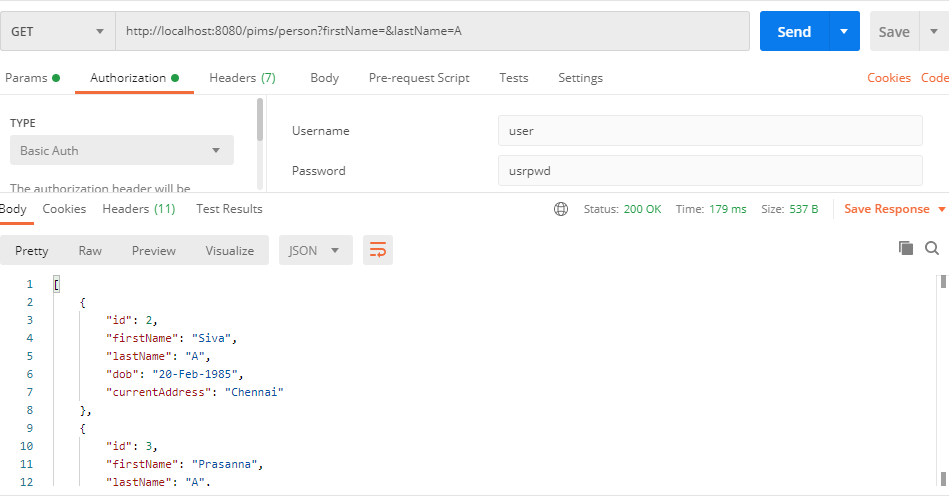 GET http://localhost:8080/pims/person?firstName=&lastName=A Send Save
Params Authorization Headers (7) Body Pre-request Script Tests Settings Cookies Code
TYPE
Basic Auth
The authorization header will be
Username user
Password usrpwd
Body Cookies Headers (11) Test Results Status: 200 OK Time: 179 ms Size: 537 B Save Response
Pretty Raw Preview Visualize JSON
1 [
2 {
3 "id": 2,
4 "firstName": "Siva",
5 "lastName": "A",
6 "dob": "20-Feb-1985",
7 "currentAddress": "Chennai"
8 },
9 {
10 "id": 3,
11 "firstName": "Prasanna",
12 "lastName": "A",